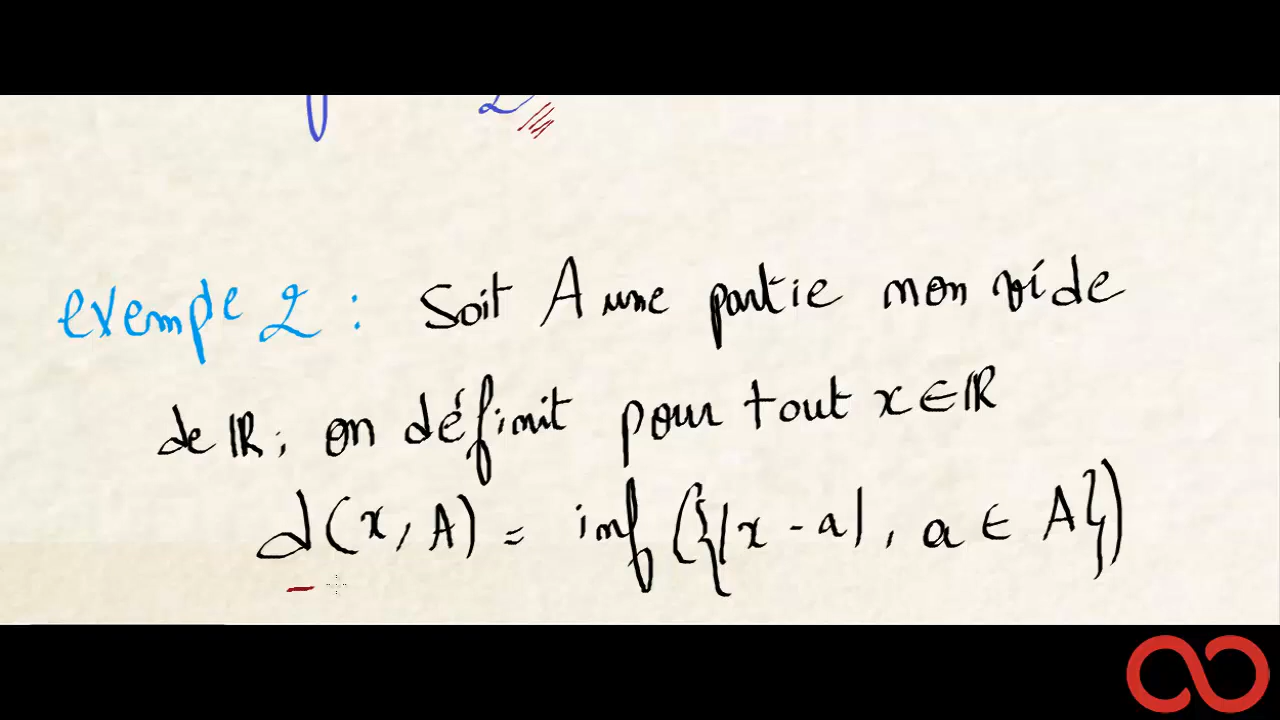 exemple 2 : Soit A une partie non vide
de ℝ, on définit pour tout x ∈ ℝ
d(x, A) = inf ({|x - a|, a ∈ A})